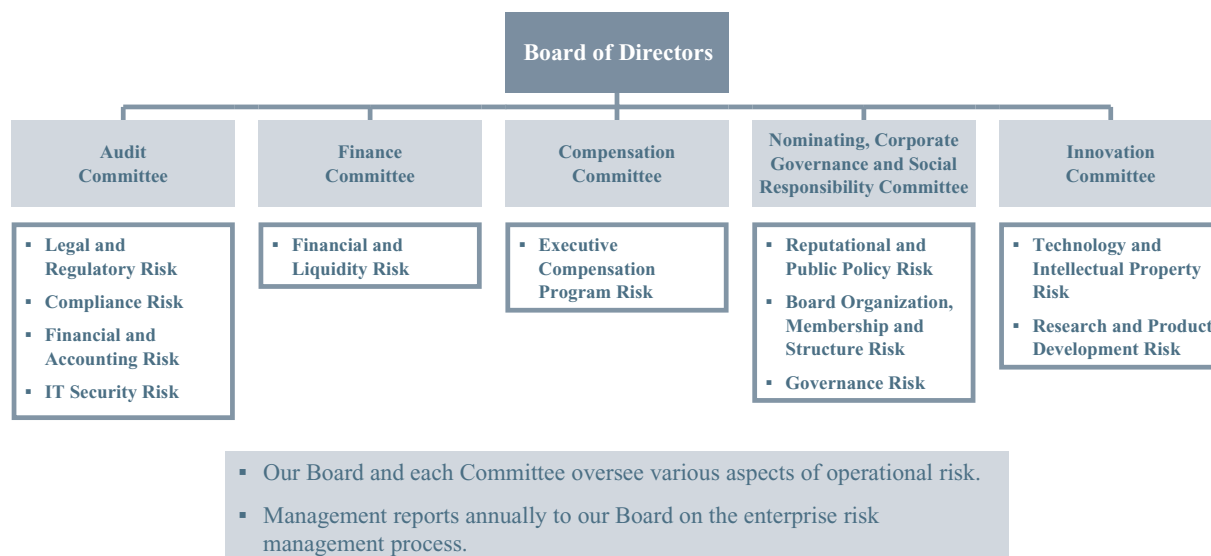 Board of Directors
Audit
Committee
Finance
Committee
Compensation
Committee
Nominating, Corporate
Governance and Social
Responsibility Committee
Innovation
Committee
▪ Legal and
Regulatory Risk
▪ Compliance Risk
▪ Financial and
Accounting Risk
▪ IT Security Risk
▪ Financial and
Liquidity Risk
▪ Executive
Compensation
Program Risk
▪ Reputational and
Public Policy Risk
▪ Board Organization,
Membership and
Structure Risk
▪ Governance Risk
▪ Technology and
Intellectual Property
Risk
▪ Research and Product
Development Risk
▪ Our Board and each Committee oversee various aspects of operational risk.
▪ Management reports annually to our Board on the enterprise risk
management process.